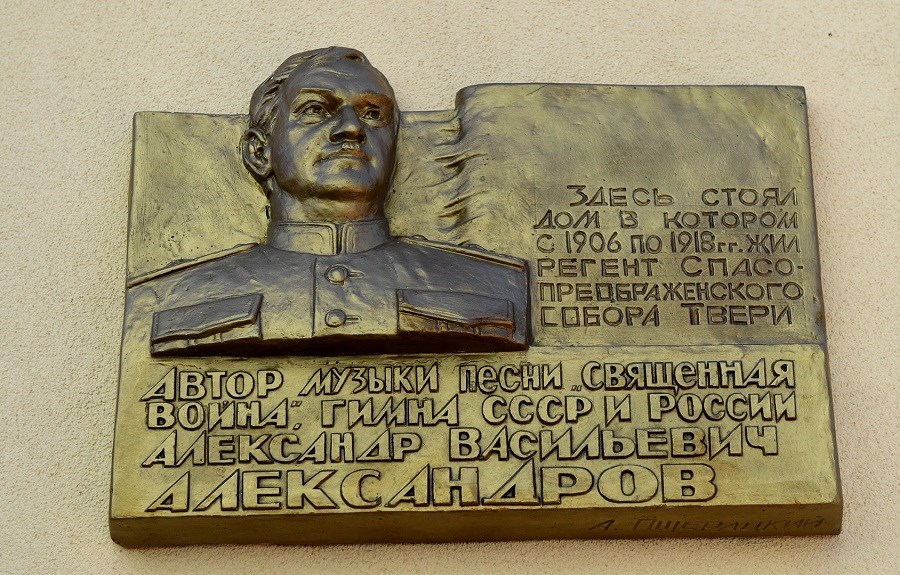 Здесь стоял
дом в котором
с 1906 по 1918 гг. жил
регент Спасо-
Преображенского
собора Твери
Автор музыки песни „Священная
война", гимна СССР и России
Александр Васильевич
Александров
А. Пшерацкий